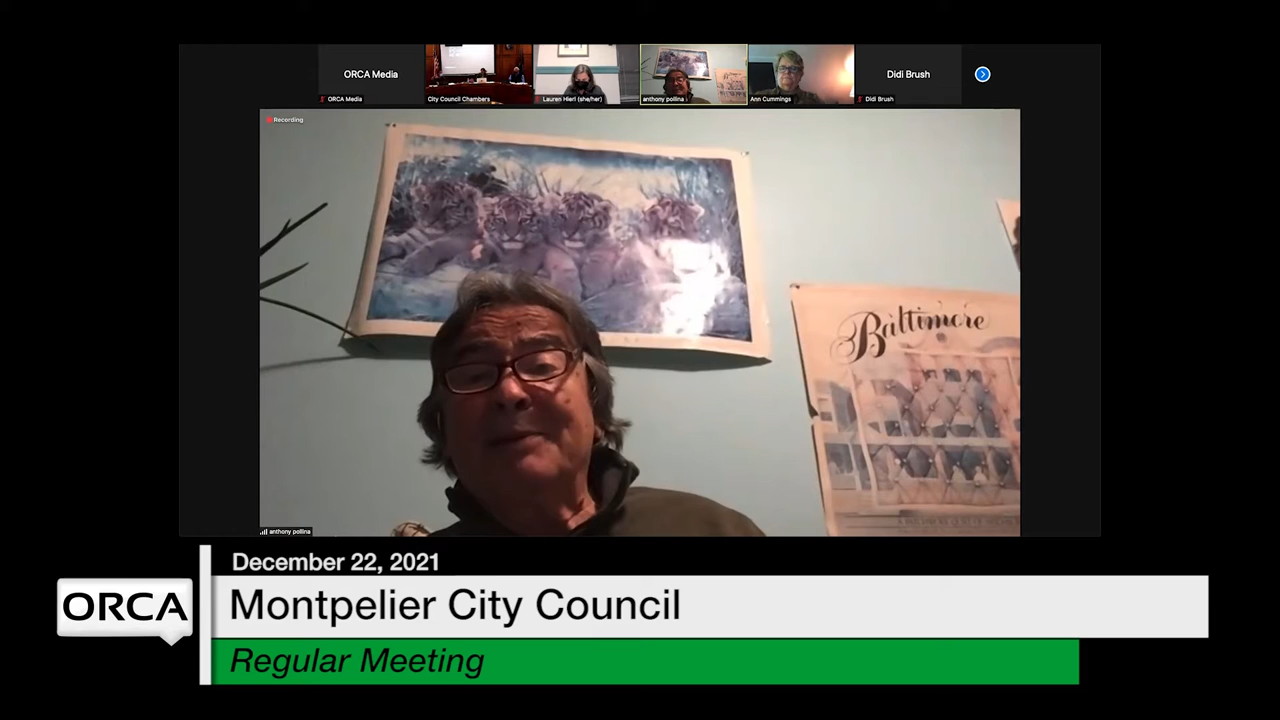 ORCA Media
Didi Brush
ORCA Media
City Council Chambers
Lauren Hierl (she/her)
anthony pollina
Ann Cummings
Didi Brush
Recording
Baltimore
anthony pollina
December 22, 2021
ORCA
Montpelier City Council
Regular Meeting